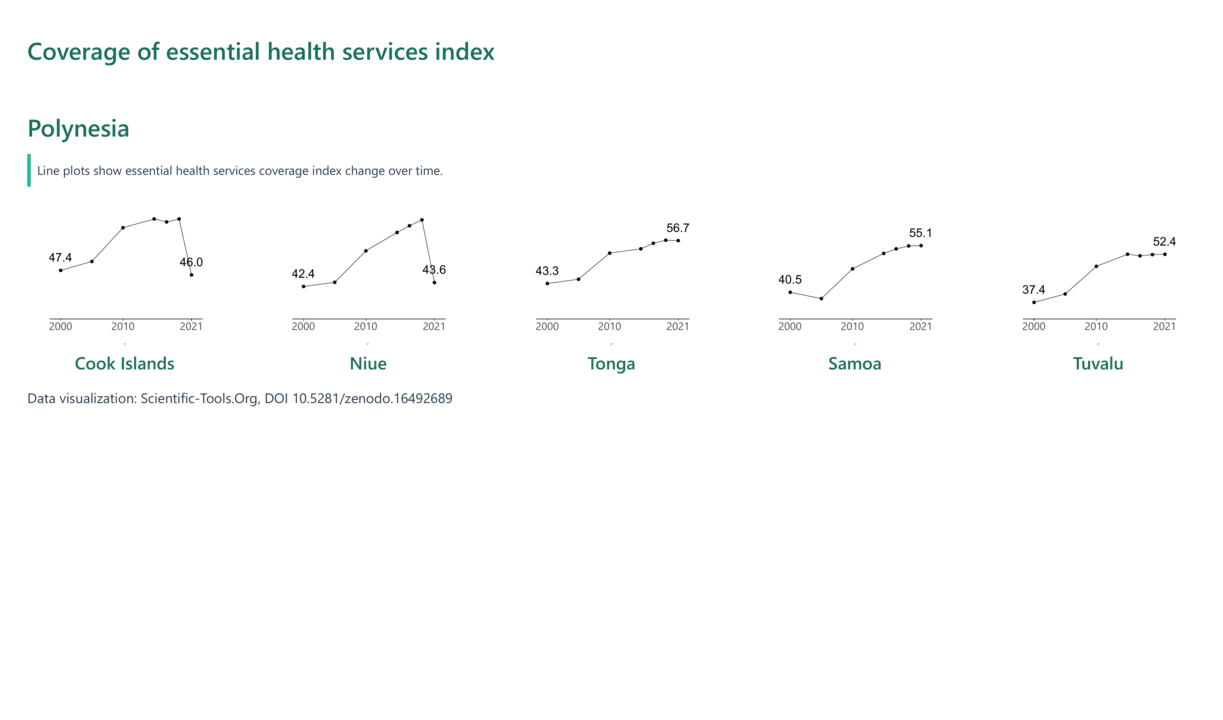 Coverage of essential health services index
Polynesia
Line plots show essential health services coverage index change over time.
47.4
46.0
2000 2010 2021
Cook Islands
42.4
43.6
2000 2010 2021
Niue
43.3
56.7
2000 2010 2021
Tonga
40.5
55.1
2000 2010 2021
Samoa
37.4
52.4
2000 2010 2021
Tuvalu
Data visualization: Scientific-Tools.Org, DOI 10.5281/zenodo.16492689